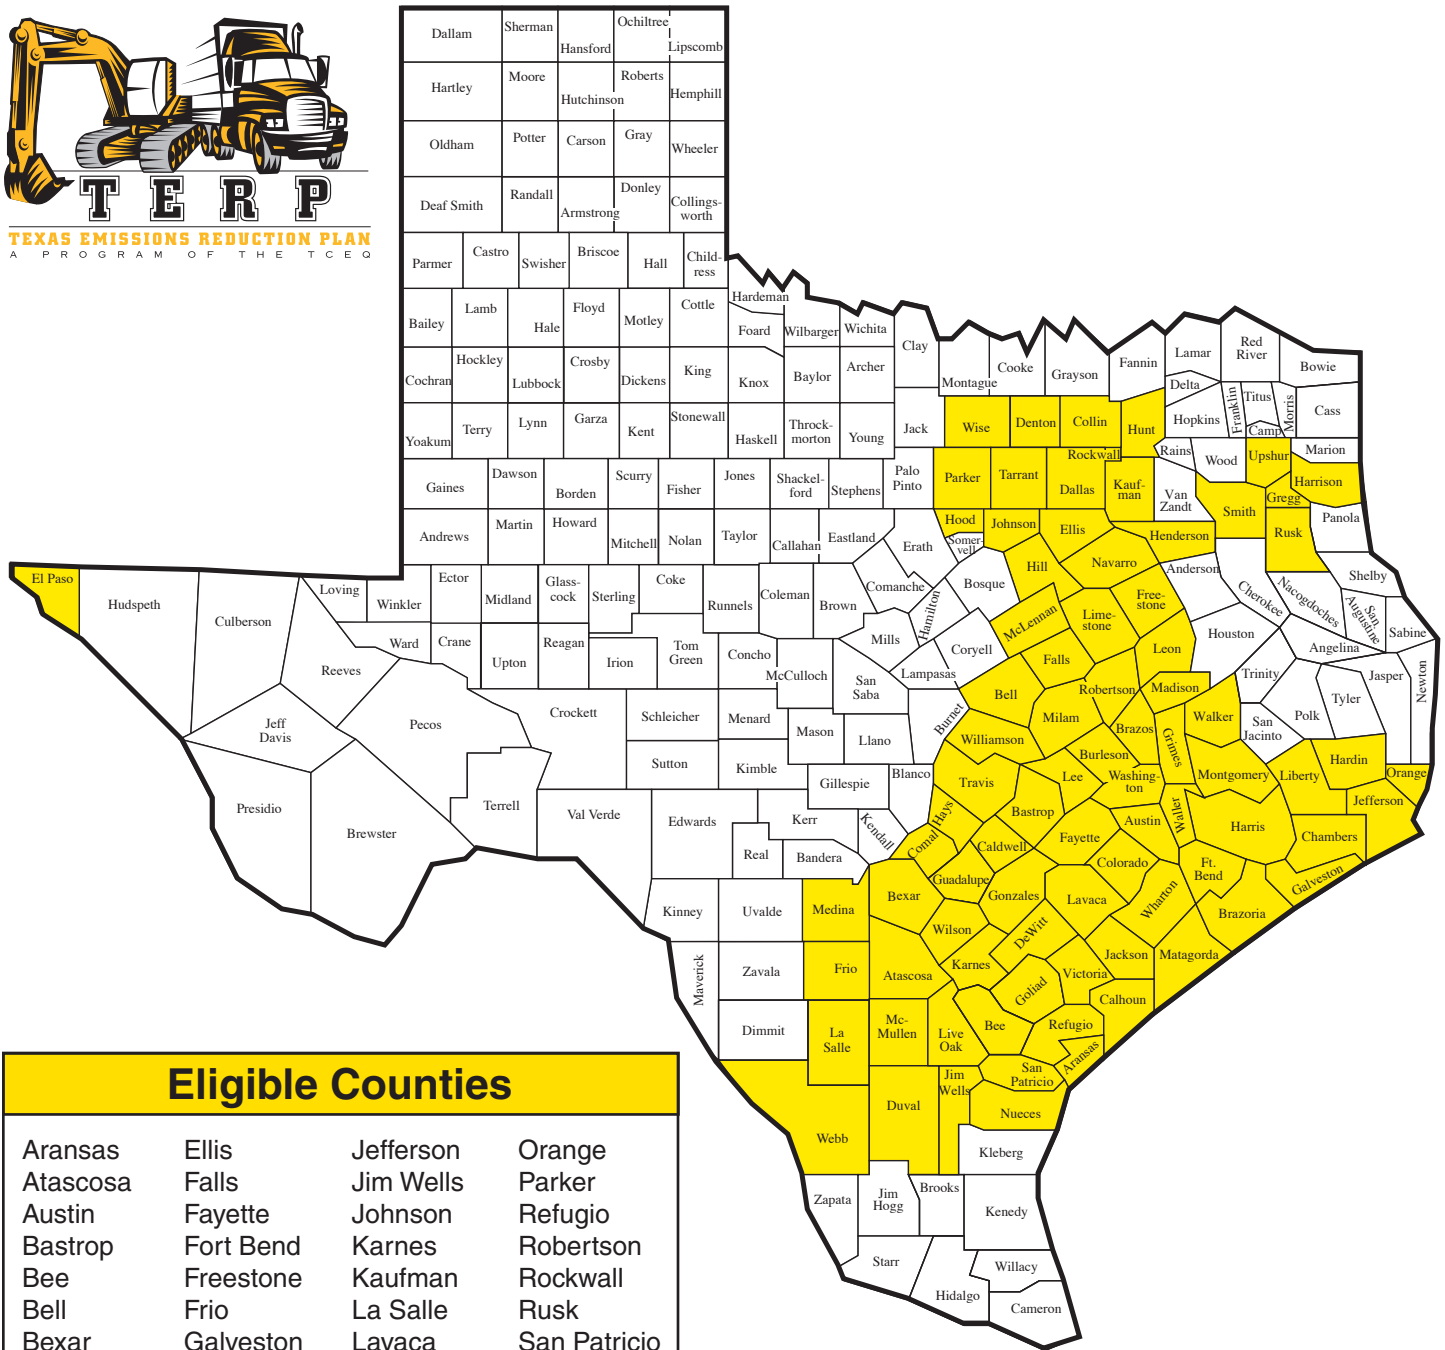 TERP
TEXAS EMISSIONS REDUCTION PLAN
A PROGRAM OF THE TCEQ
Dallam
Sherman
Hansford
Ochiltree
Lipscomb
Hartley
Moore
Hutchinson
Roberts
Hemphill
Oldham
Potter
Carson
Gray
Wheeler
Deaf Smith
Randall
Armstrong
Donley
Collings-
worth
Parmer
Castro
Swisher
Briscoe
Hall
Child-
ress
Bailey
Lamb
Hale
Floyd
Motley
Cottle
Hardeman
Foard
Wilbarger
Wichita
Clay
Cochran
Hockley
Lubbock
Crosby
Dickens
King
Knox
Baylor
Archer
Montague
Cooke
Grayson
Fannin
Lamar
Red
River
Bowie
Delta
Hopkins
Franklin
Titus
Camp
Morris
Cass
Yoakum
Terry
Lynn
Garza
Kent
Stonewall
Haskell
Throck-
morton
Young
Jack
Wise
Denton
Collin
Hunt
Rains
Wood
Upshur
Marion
Gaines
Dawson
Borden
Scurry
Fisher
Jones
Shackel-
ford
Stephens
Palo
Pinto
Parker
Tarrant
Rockwall
Dallas
Kauf-
man
Van
Zandt
Smith
Gregg
Harrison
Andrews
Martin
Howard
Mitchell
Nolan
Taylor
Callahan
Eastland
Erath
Hood
Somer-
vell
Johnson
Ellis
Henderson
Rusk
Panola
El Paso
Hudspeth
Culberson
Loving
Winkler
Ector
Midland
Glass-
cock
Sterling
Coke
Runnels
Coleman
Brown
Comanche
Hamilton
Bosque
Hill
Navarro
Anderson
Cherokee
Nacogdoches
Shelby
San
Augustine
Sabine
Reeves
Ward
Crane
Upton
Reagan
Irion
Tom
Green
Concho
McCulloch
Mills
San
Saba
Lampasas
Coryell
McLennan
Lime-
stone
Free-
stone
Falls
Leon
Houston
Angelina
Trinity
Jeff
Davis
Pecos
Crockett
Schleicher
Menard
Mason
Llano
Burnet
Bell
Milam
Robertson
Madison
Walker
San
Jacinto
Polk
Tyler
Jasper
Newton
Presidio
Brewster
Terrell
Val Verde
Sutton
Kimble
Gillespie
Blanco
Williamson
Travis
Burleson
Brazos
Grimes
Lee
Washing-
ton
Montgomery
Liberty
Hardin
Orange
Jefferson
Edwards
Kerr
Real
Bandera
Kendall
Comal
Hays
Bastrop
Caldwell
Fayette
Austin
Waller
Harris
Chambers
Kinney
Uvalde
Medina
Bexar
Guadalupe
Gonzales
Colorado
Lavaca
Wharton
Ft.
Bend
Brazoria
Galveston
Maverick
Zavala
Frio
Atascosa
Wilson
Karnes
DeWitt
Goliad
Victoria
Jackson
Matagorda
Calhoun
Dimmit
La
Salle
Mc-
Mullen
Live
Oak
Bee
Refugio
Aransas
San
Patricio
Webb
Duval
Jim
Wells
Nueces
Kleberg
Zapata
Jim
Hogg
Brooks
Kenedy
Starr
Hidalgo
Willacy
Cameron
Eligible Counties
Aransas Ellis Jefferson Orange
Atascosa Falls Jim Wells Parker
Austin Fayette Johnson Refugio
Bastrop Fort Bend Karnes Robertson
Bee Freestone Kaufman Rockwall
Bell Frio La Salle Rusk
Bexar Galveston Lavaca San Patricio